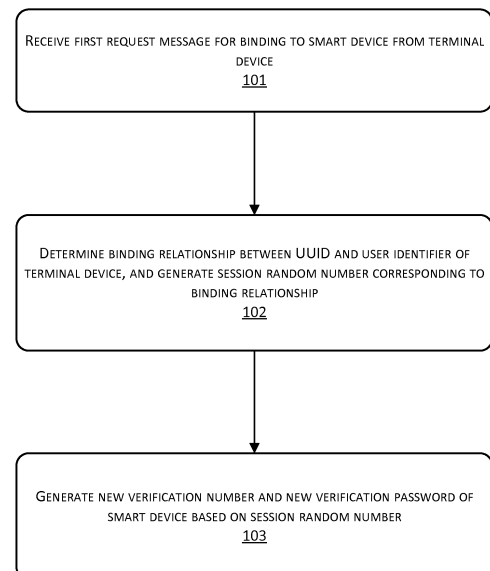 RECEIVE FIRST REQUEST MESSAGE FOR BINDING TO SMART DEVICE FROM TERMINAL
DEVICE
101
DETERMINE BINDING RELATIONSHIP BETWEEN UUID AND USER IDENTIFIER OF
TERMINAL DEVICE, AND GENERATE SESSION RANDOM NUMBER CORRESPONDING TO
BINDING RELATIONSHIP
102
GENERATE NEW VERIFICATION NUMBER AND NEW VERIFICATION PASSWORD OF
SMART DEVICE BASED ON SESSION RANDOM NUMBER
103